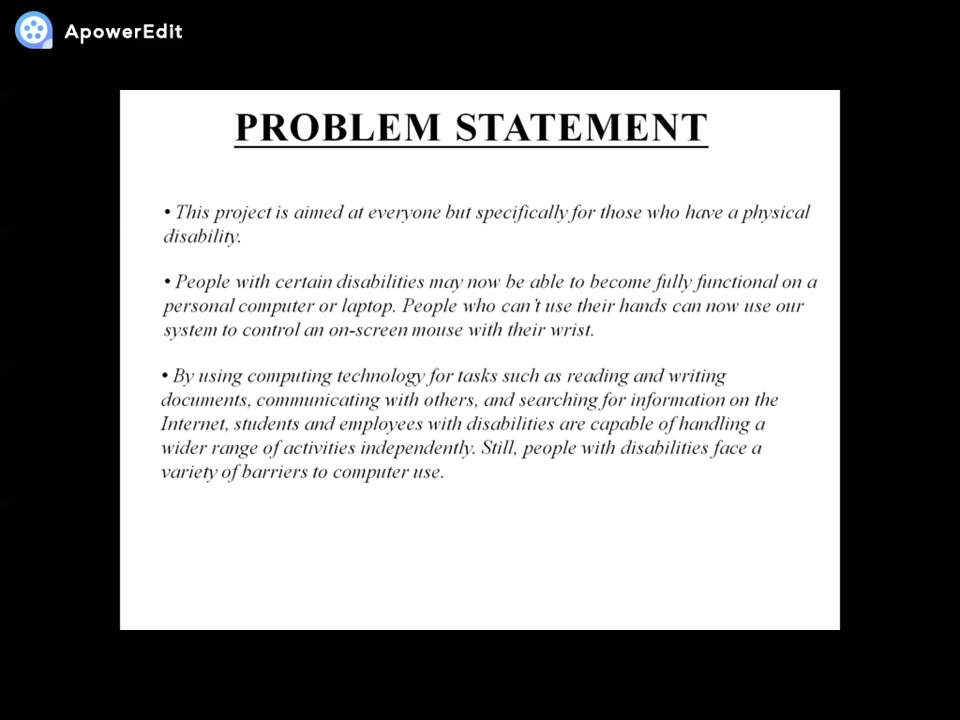 ApowerEdit
PROBLEM STATEMENT
• This project is aimed at everyone but specifically for those who have a physical
disability.
• People with certain disabilities may now be able to become fully functional on a
personal computer or laptop. People who can't use their hands can now use our
system to control an on-screen mouse with their wrist.
• By using computing technology for tasks such as reading and writing
documents, communicating with others, and searching for information on the
Internet, students and employees with disabilities are capable of handling a
wider range of activities independently. Still, people with disabilities face a
variety of barriers to computer use.